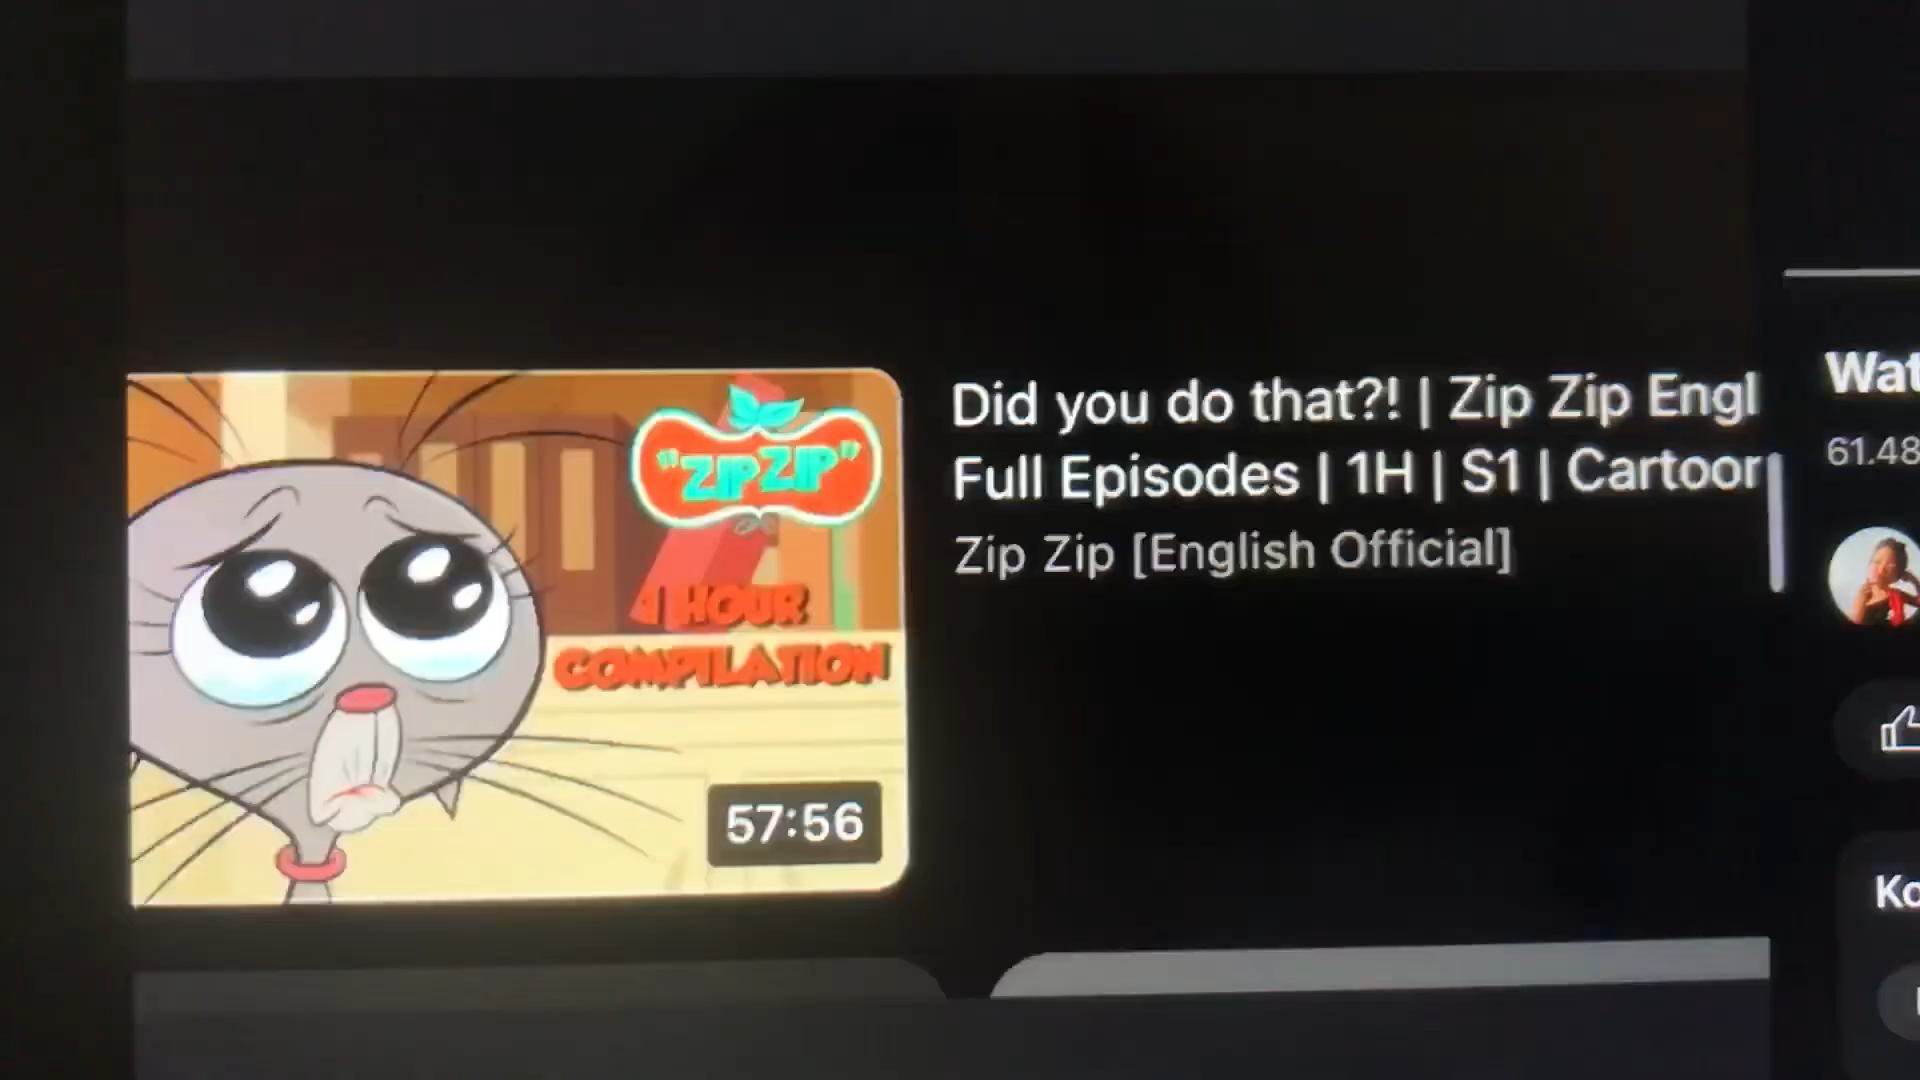 Did you do that?! | Zip Zip Engl
Full Episodes | 1H | S1 | Cartoon
Zip Zip [English Official]
"ZIP ZIP"
1 HOUR
COMPILATION
57:56
Wat
61.48
Ko